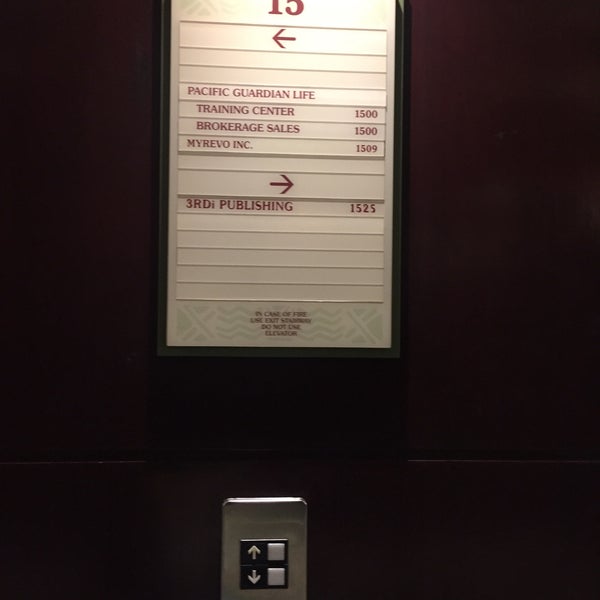 15
←
PACIFIC GUARDIAN LIFE
TRAINING CENTER 1500
BROKERAGE SALES 1500
MYREVO INC. 1509
→
3RDi PUBLISHING 1525
IN CASE OF FIRE
USE EXIT STAIRWAY
DO NOT USE
ELEVATOR